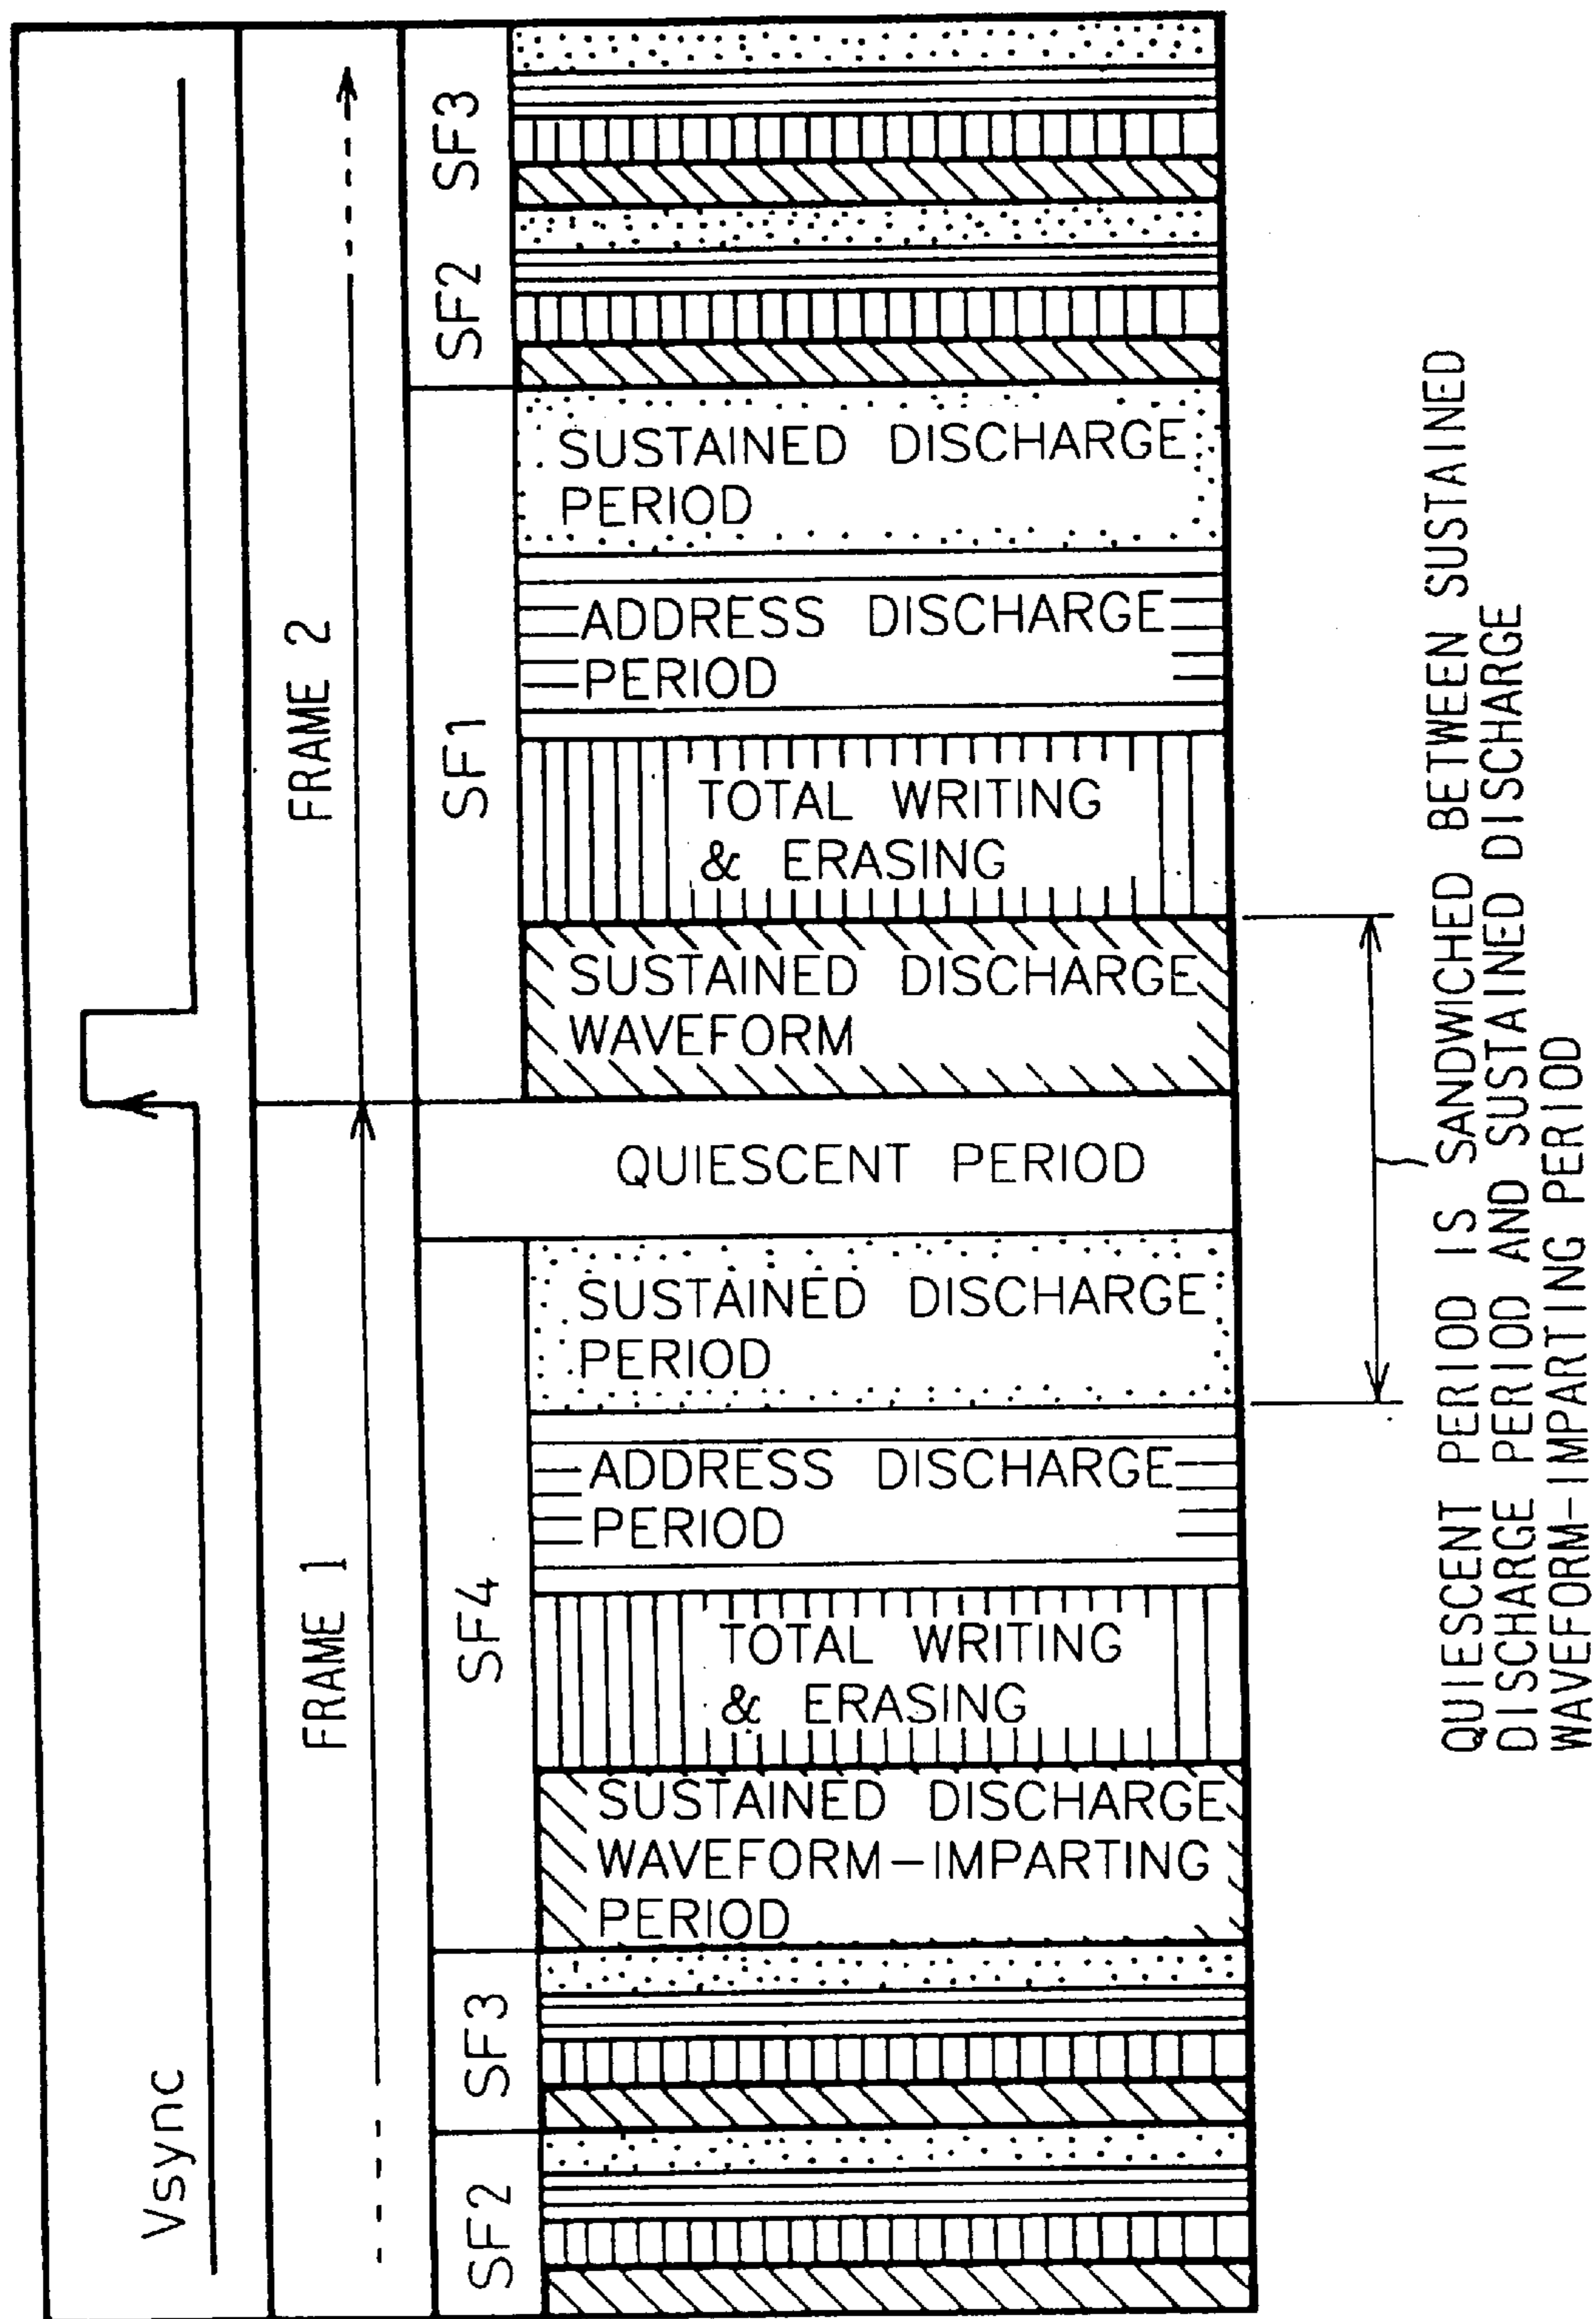 Vsync
FRAME 1
FRAME 2
SF2
SF3
SF4
SF1
SF2
SF3
SUSTAINED DISCHARGE
WAVEFORM-IMPARTING
PERIOD
TOTAL WRITING
& ERASING
ADDRESS DISCHARGE
PERIOD
SUSTAINED DISCHARGE
PERIOD
QUIESCENT PERIOD
SUSTAINED DISCHARGE
WAVEFORM
TOTAL WRITING
& ERASING
ADDRESS DISCHARGE
PERIOD
SUSTAINED DISCHARGE
PERIOD
QUIESCENT PERIOD IS SANDWICHED BETWEEN SUSTAINED
DISCHARGE PERIOD AND SUSTAINED DISCHARGE
WAVEFORM-IMPARTING PERIOD